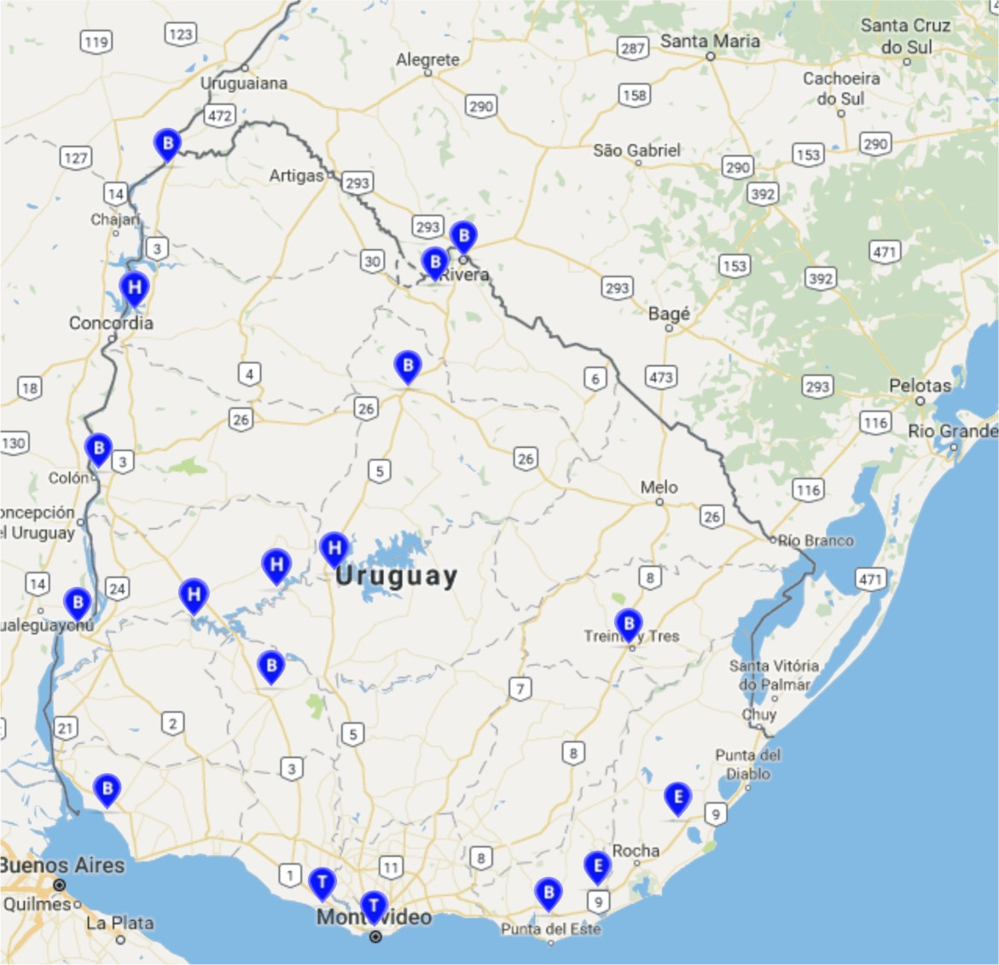 123
119
Santa Cruz
do Sul
Santa Maria
287
Alegrete
Uruguaiana
Cachoeira
do Sul
158
290
472
B
127
São Gabriel
290
153
290
Artigas
293
14
392
Chajarí
293
B
3
30
B
Rivera
471
153
392
H
293
Concordia
Bagé
B
4
6
473
18
293
Pelotas
26
26
116
Rio Grande
130
B
3
26
5
Colón
Melo
116
oncepción
el Uruguay
26
Río Branco
H
H
Uruguay
14
24
8
471
H
B
ualeguaychú
B
Treinta y Tres
B
Santa Vitória
do Palmar
7
Chuy
21
2
5
8
3
Punta del
Diablo
B
E
9
Rocha
8
Buenos Aires
11
1
E
T
B
9
Quilmes
T
Montevideo
La Plata
Punta del Este